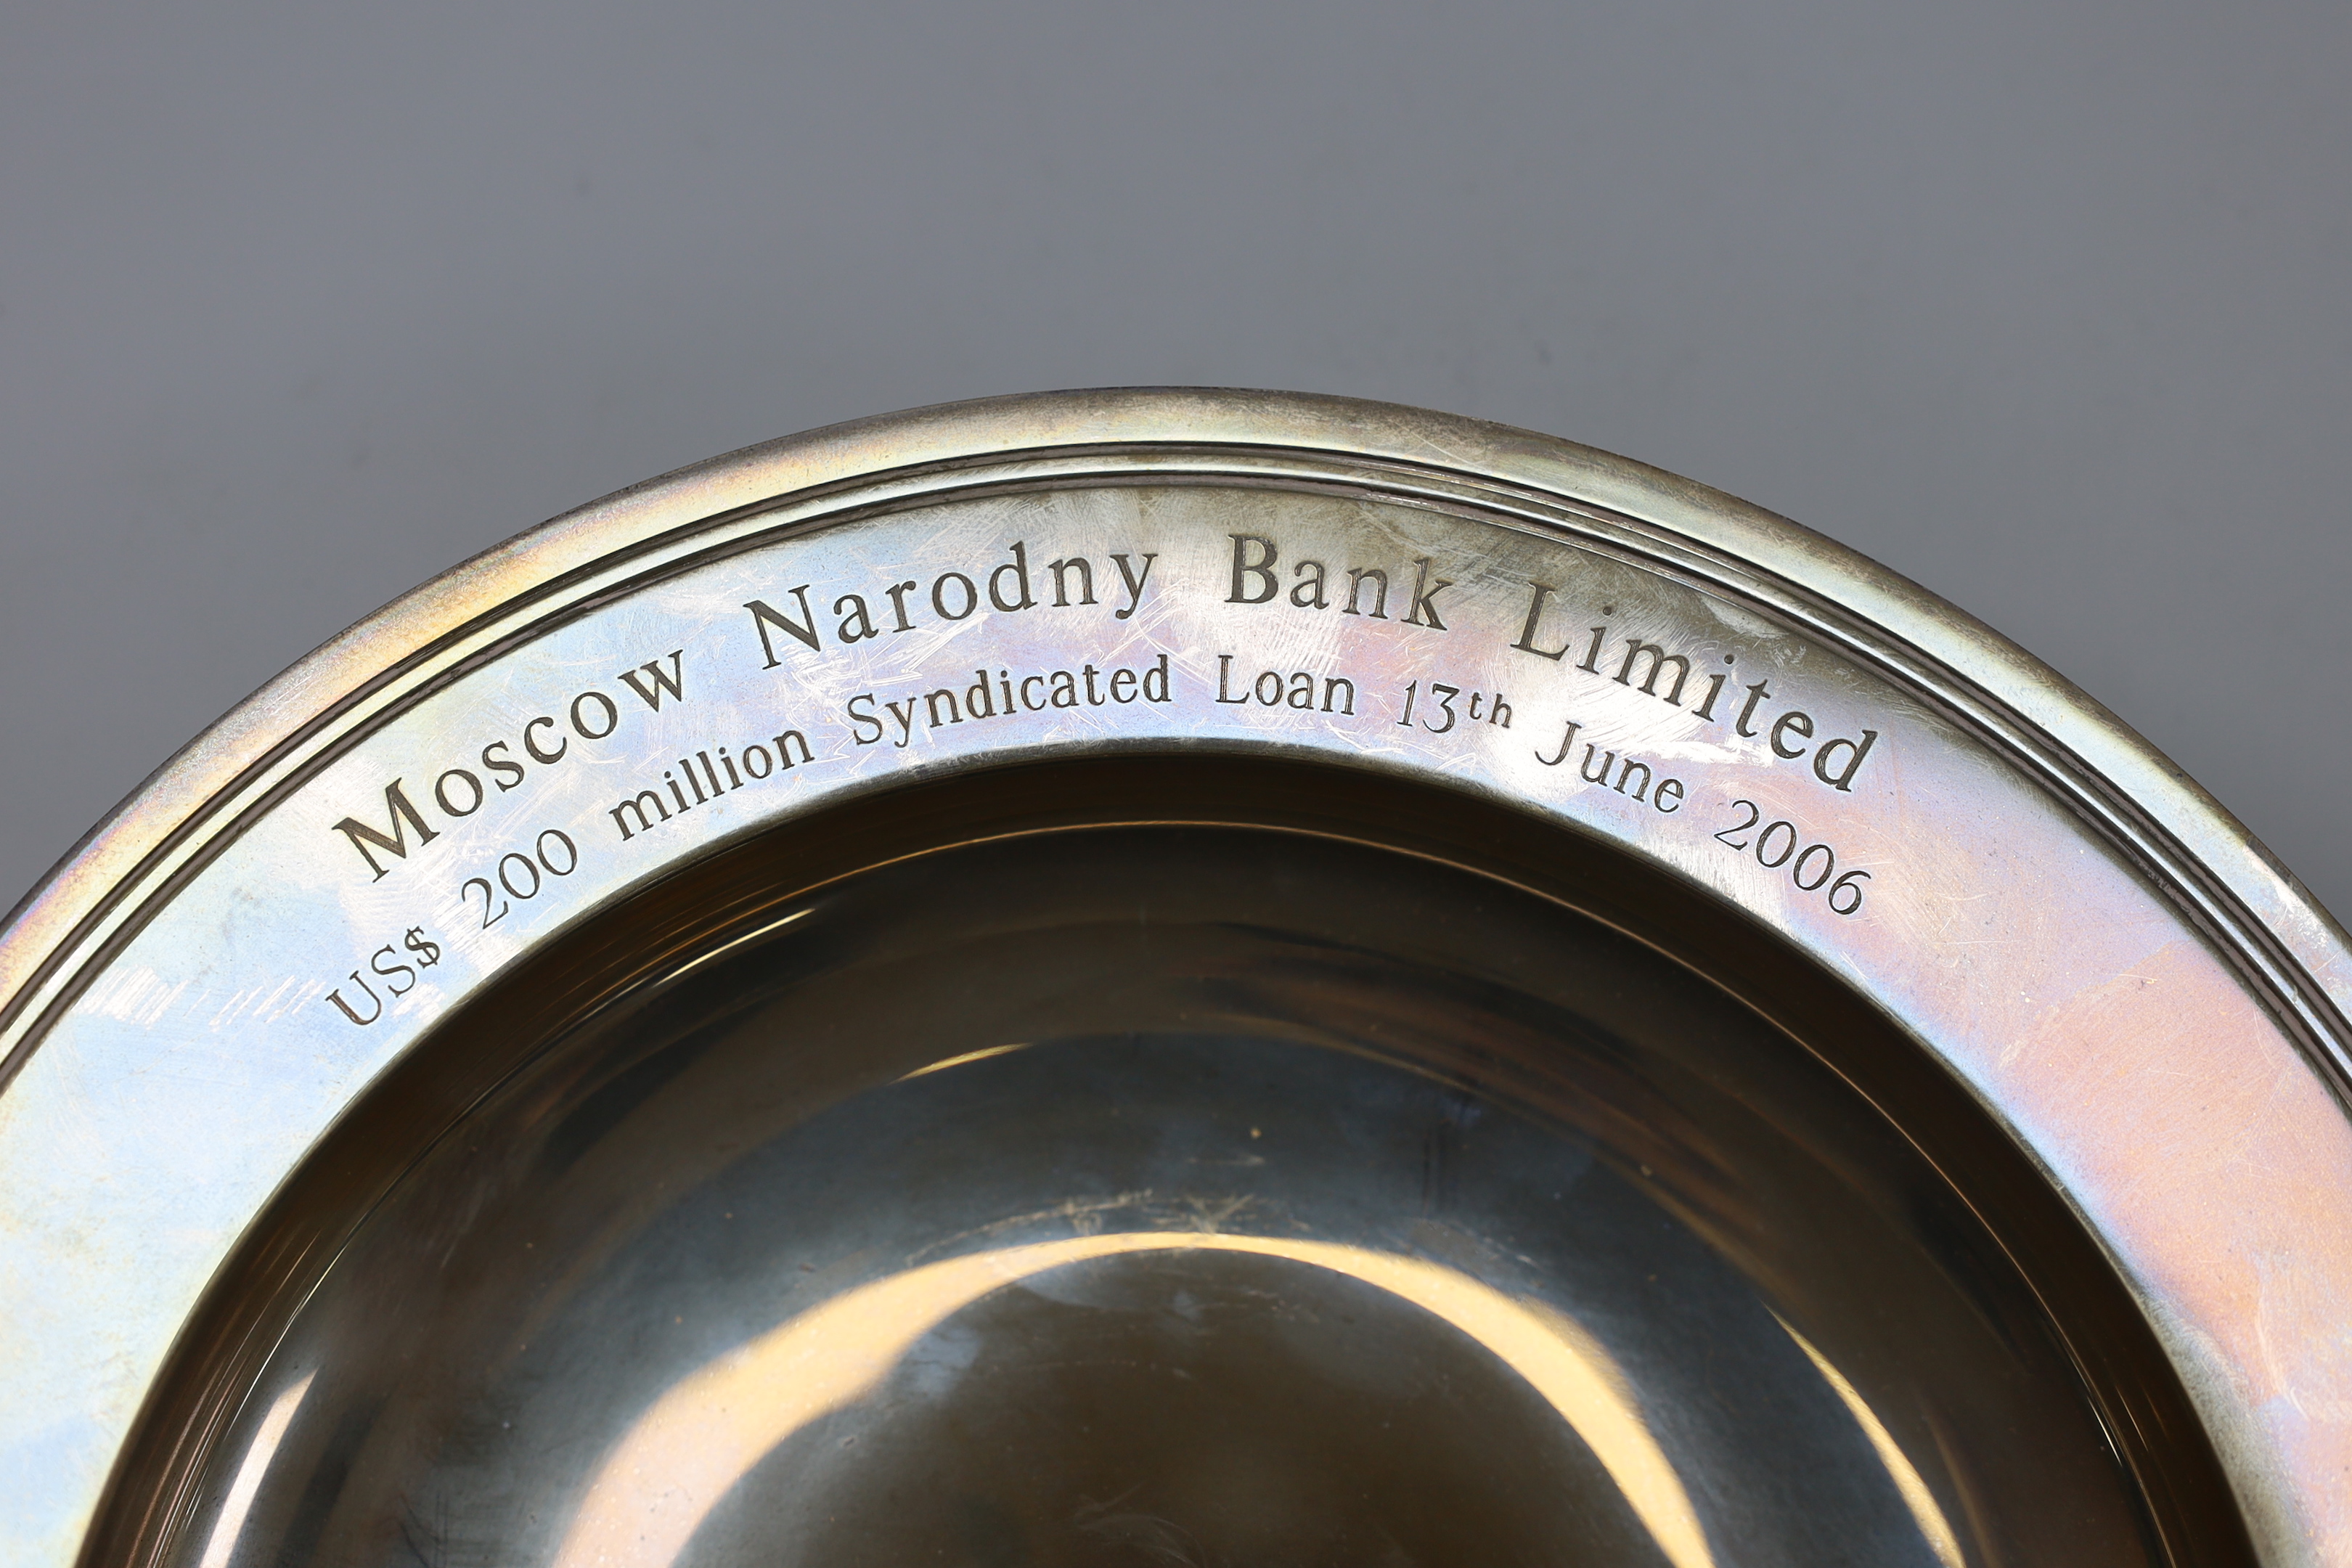 Moscow Narodny Bank Limited
US$ 200 million Syndicated Loan 13th June 2006